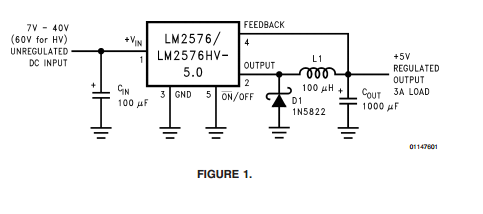 FEEDBACK
7V - 40V
(60V for HV)
UNREGULATED
DC INPUT
+VIN
1
LM2576/
LM2576HV-
5.0
4
OUTPUT
2
L1
100 μH
+5V
REGULATED
OUTPUT
3A LOAD
+
CIN
100 μF
3 GND
5 ON/OFF
D1
1N5822
+
COUT
1000 μF
01147601
FIGURE 1.